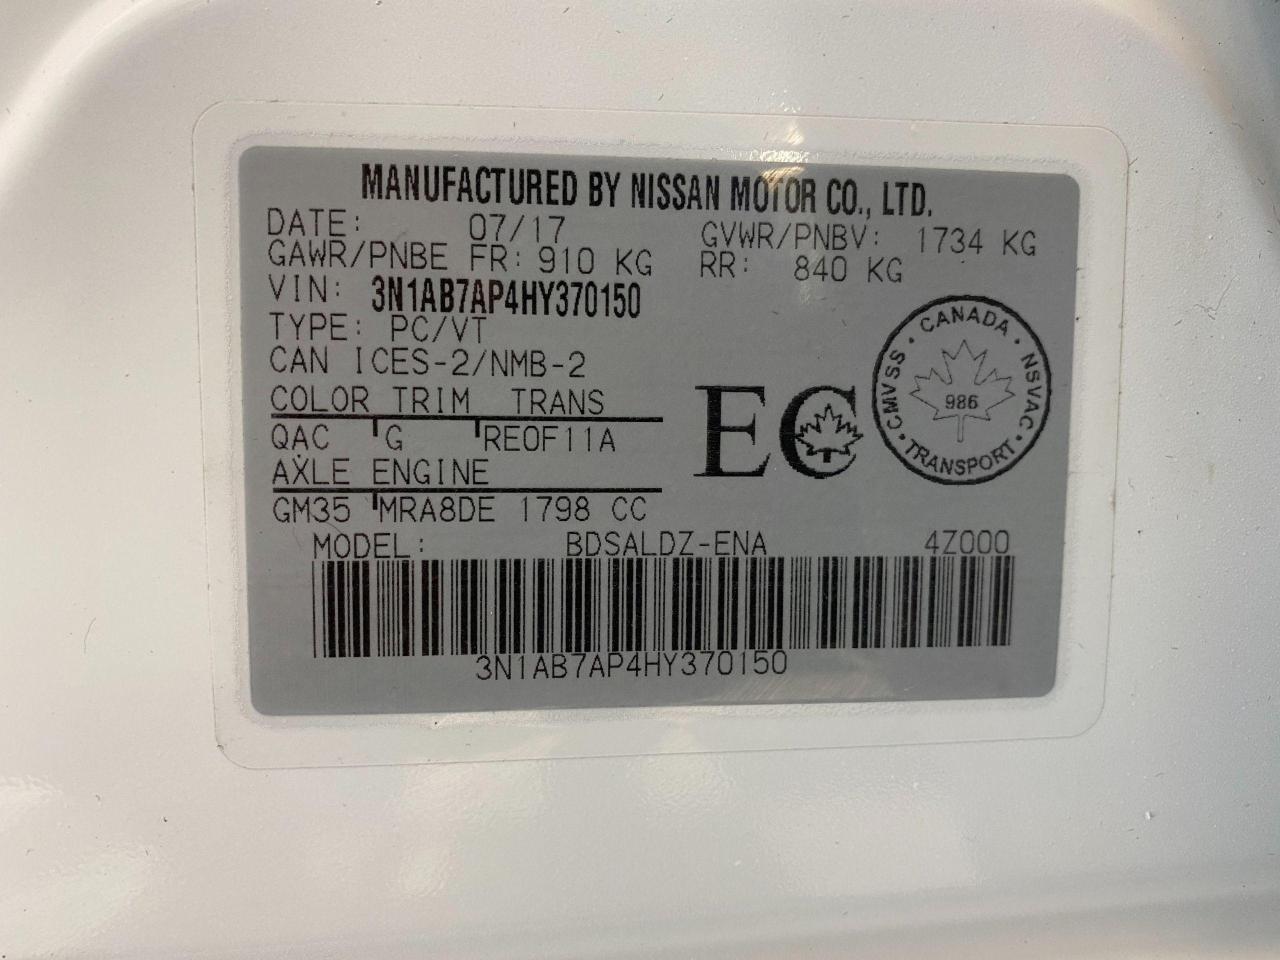 MANUFACTURED BY NISSAN MOTOR CO., LTD.
DATE: 07/17 GVWR/PNBV: 1734 KG
GAWR/PNBE FR: 910 KG RR: 840 KG
VIN: 3N1AB7AP4HY370150
TYPE: PC/VT
CAN ICES-2/NMB-2
COLOR TRIM TRANS
QAC G RE0F11A
AXLE ENGINE
GM35 MRA8DE 1798 CC
EC
CANADA
CMVSS · NSVAC
986
TRANSPORT
MODEL: BDSALDZ-ENA 4Z000
3N1AB7AP4HY370150